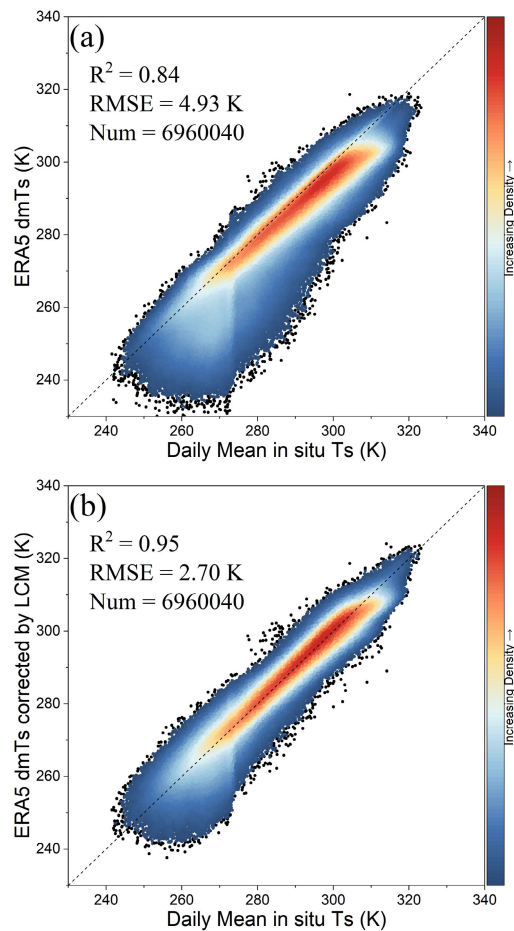 (a)
R² = 0.84
RMSE = 4.93 K
Num = 6960040
ERA5 dmTs (K)
340
320
300
280
260
240
240 260 280 300 320 340
Daily Mean in situ Ts (K)
Increasing Density →
(b)
R² = 0.95
RMSE = 2.70 K
Num = 6960040
ERA5 dmTs corrected by LCM (K)
340
320
300
280
260
240
240 260 280 300 320 340
Daily Mean in situ Ts (K)
Increasing Density →